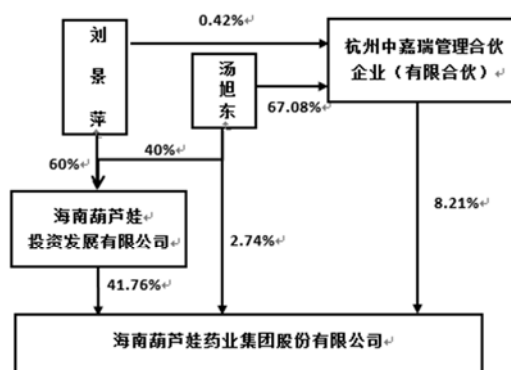 刘景萍
0.42%
汤旭东
杭州中嘉瑞管理合伙
企业（有限合伙）
67.08%
40%
60%
海南葫芦娃
投资发展有限公司
8.21%
2.74%
41.76%
海南葫芦娃药业集团股份有限公司